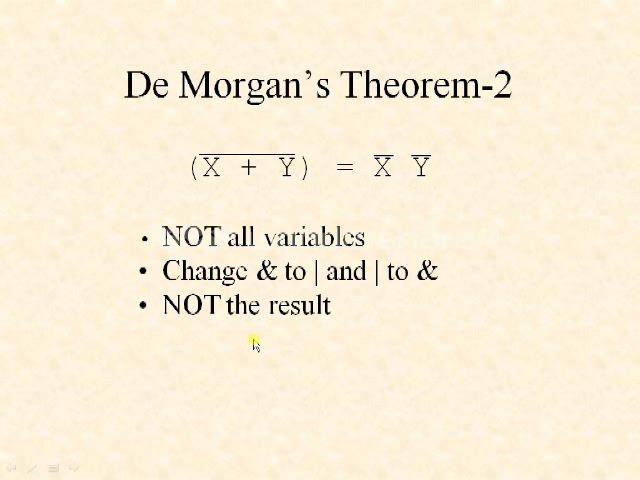 De Morgan's Theorem-2
(X̅ ̅+̅ ̅Y̅) = X̅ Y̅
• NOT all variables
• Change & to | and | to &
• NOT the result